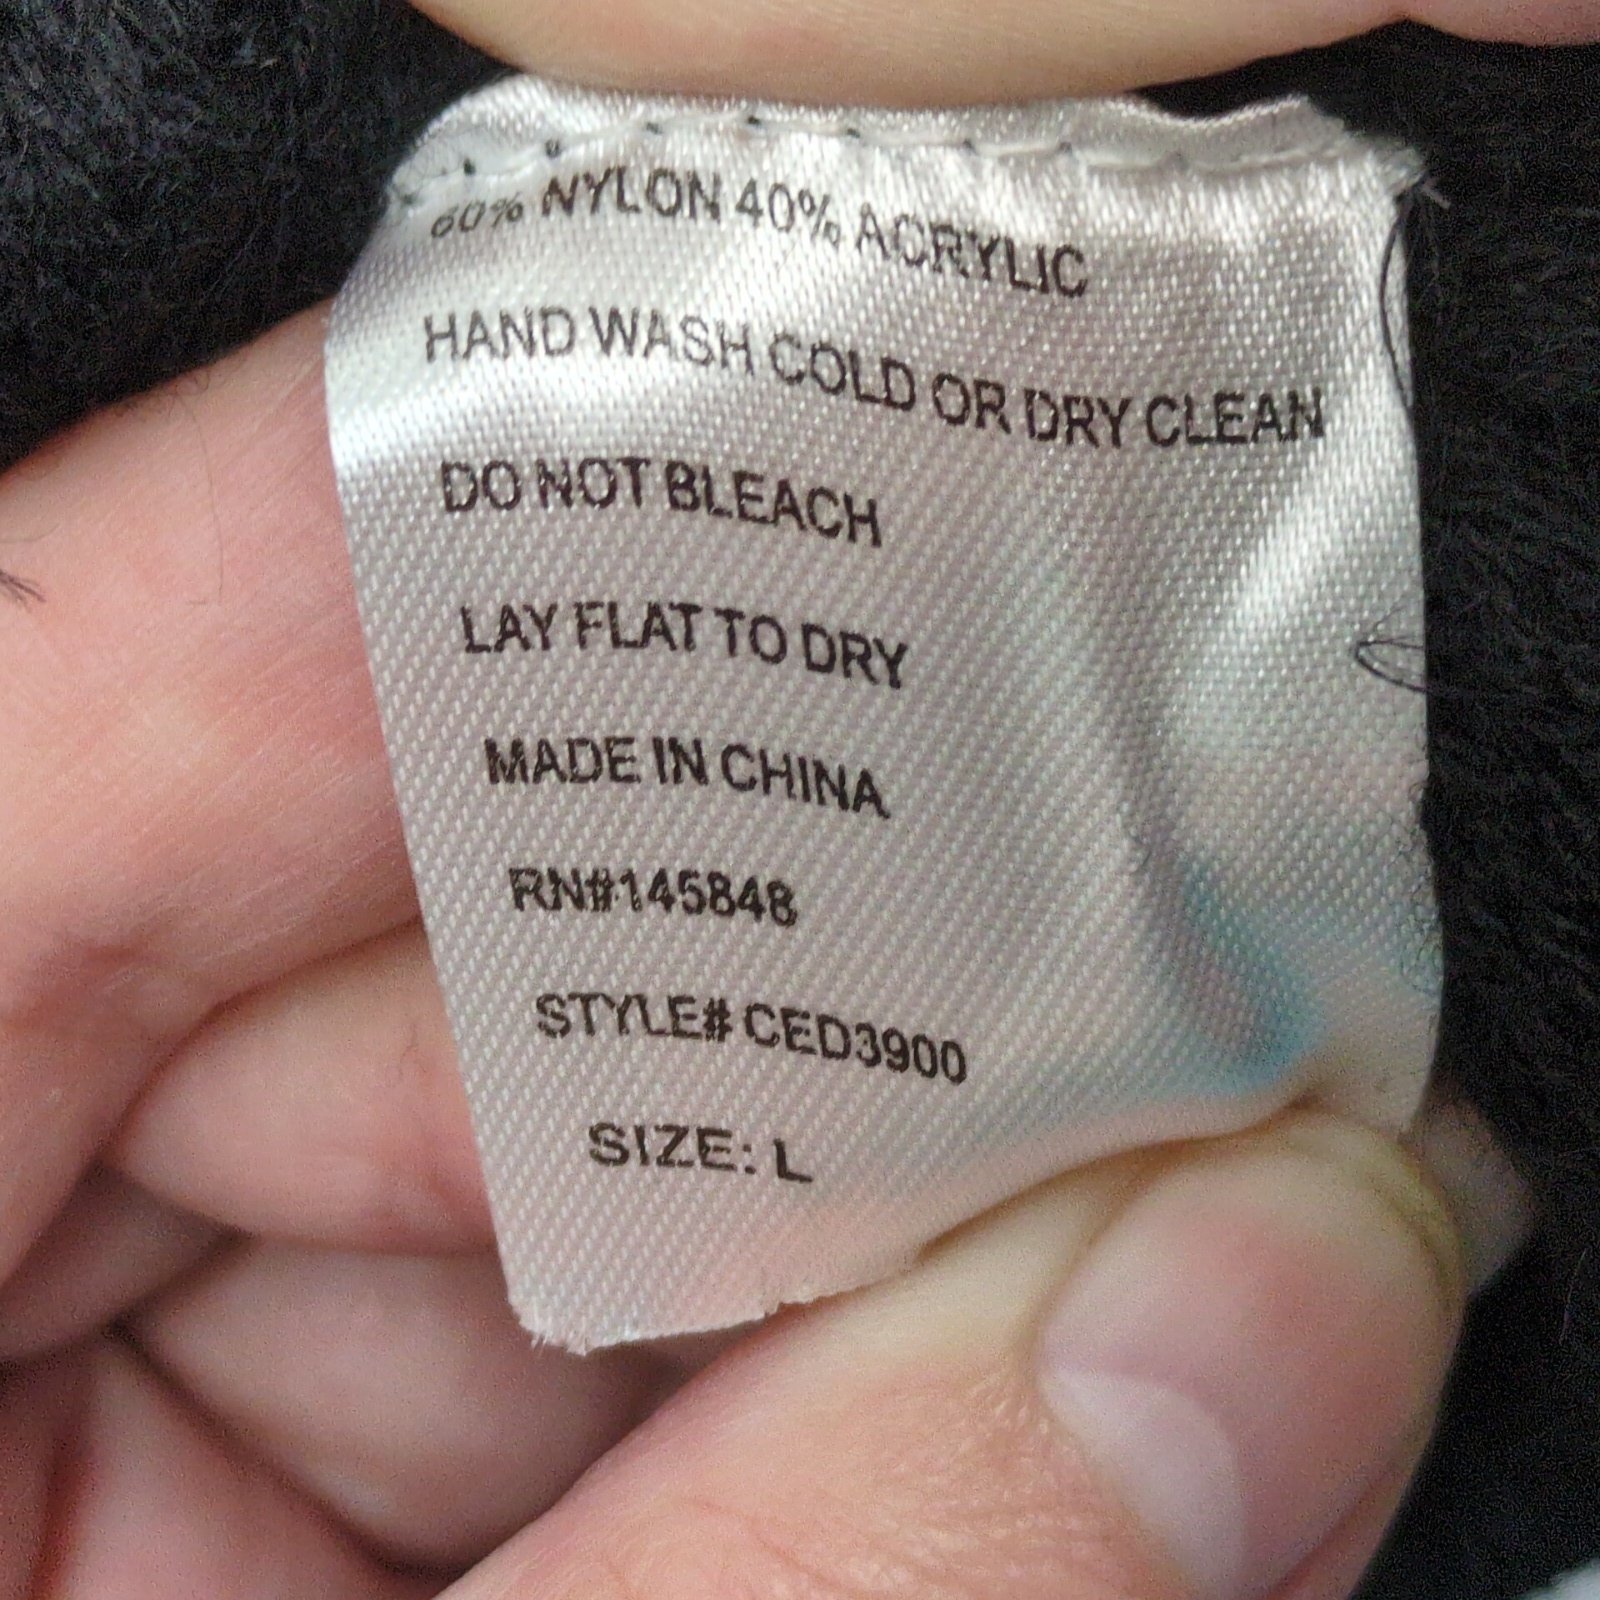 60% NYLON 40% ACRYLIC
HAND WASH COLD OR DRY CLEAN
DO NOT BLEACH
LAY FLAT TO DRY
MADE IN CHINA
RN#145848
STYLE# CED3900
SIZE: L